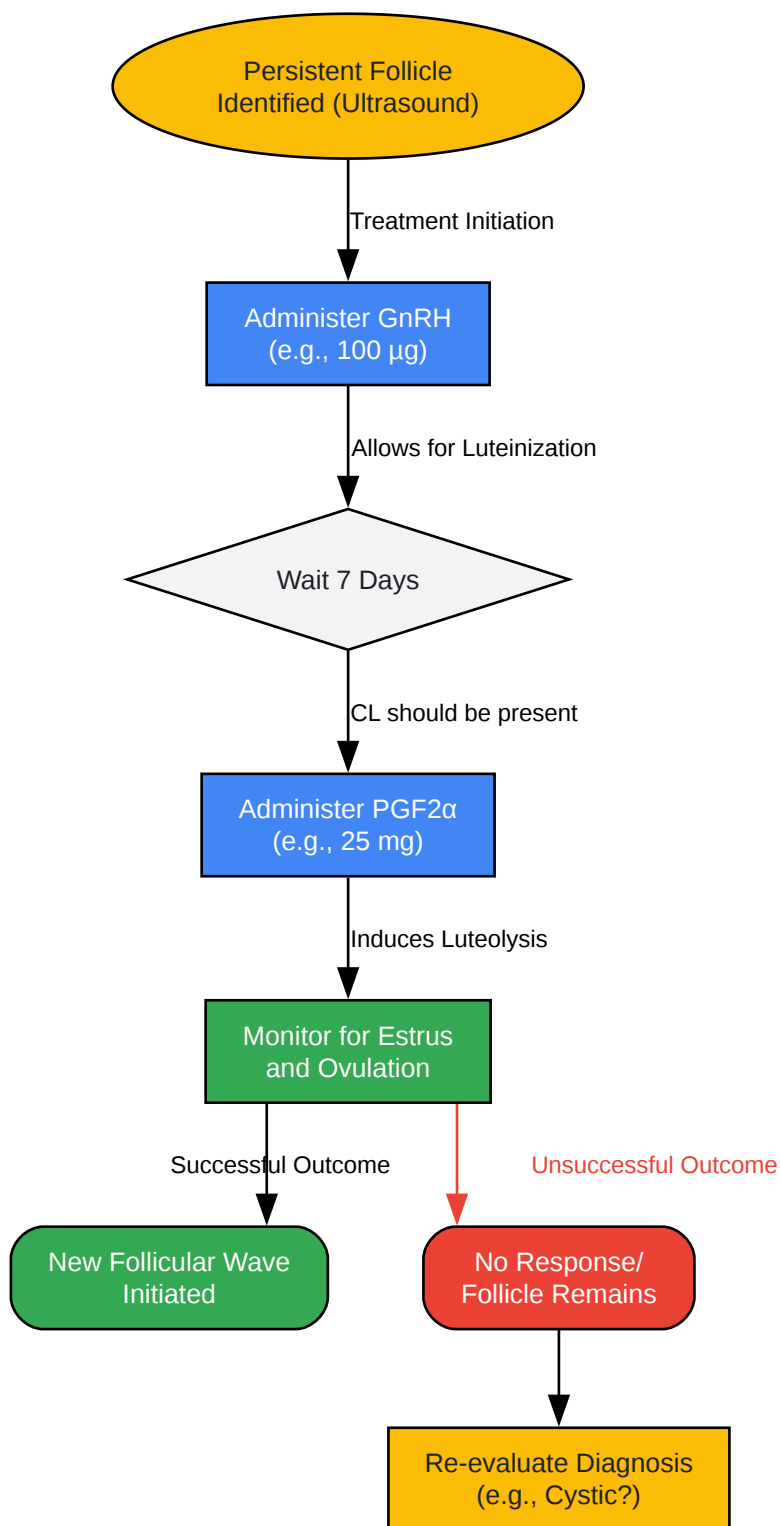 Persistent Follicle
Identified (Ultrasound)
Treatment Initiation
Administer GnRH
(e.g., 100 µg)
Allows for Luteinization
Wait 7 Days
CL should be present
Administer PGF2α
(e.g., 25 mg)
Induces Luteolysis
Monitor for Estrus
and Ovulation
Successful Outcome
Unsuccessful Outcome
New Follicular Wave
Initiated
No Response/
Follicle Remains
Re-evaluate Diagnosis
(e.g., Cystic?)